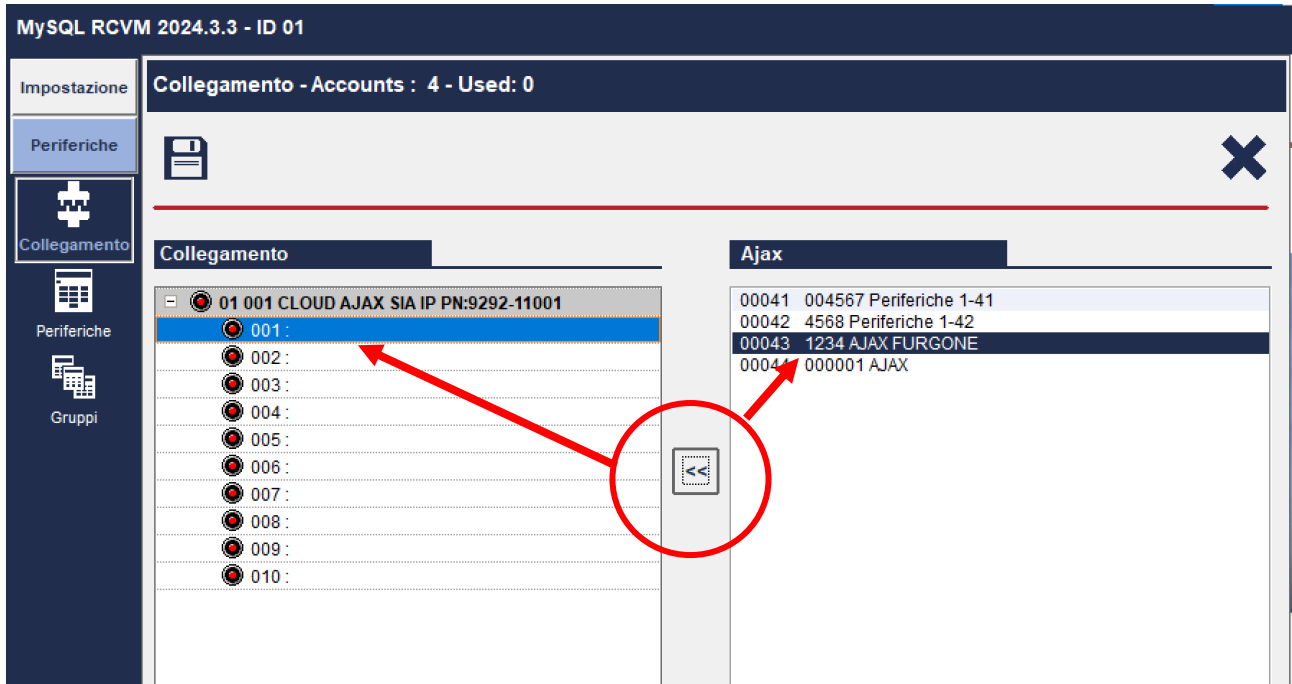 MySQL RCVM 2024.3.3 - ID 01
Impostazione
Periferiche
Collegamento
Periferiche
Gruppi
Collegamento - Accounts : 4 - Used: 0
Collegamento
01 001 CLOUD AJAX SIA IP PN:9292-11001
001 :
002 :
003 :
004 :
005 :
006 :
007 :
008 :
009 :
010 :
<<
Ajax
00041 004567 Periferiche 1-41
00042 4568 Periferiche 1-42
00043 1234 AJAX FURGONE
00044 000001 AJAX